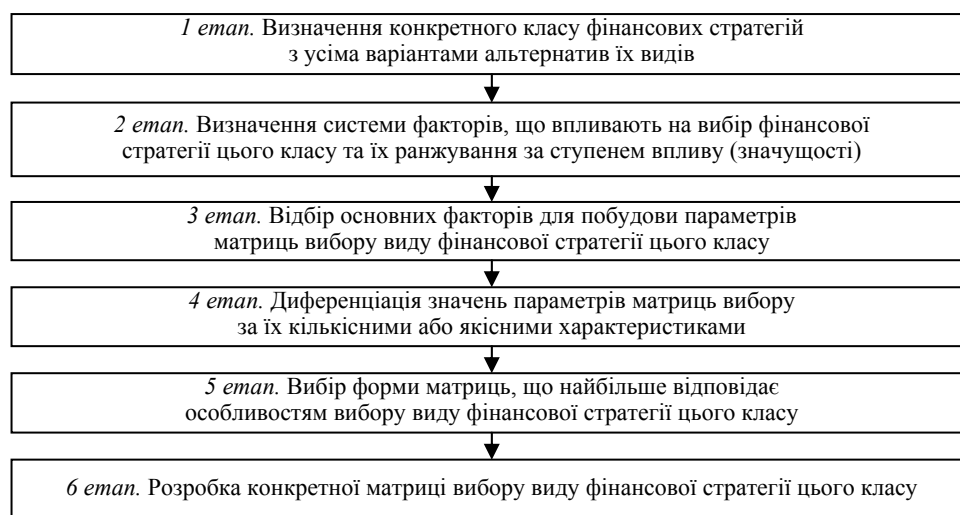 1 етап. Визначення конкретного класу фінансових стратегій
з усіма варіантами альтернатив їх видів
2 етап. Визначення системи факторів, що впливають на вибір фінансової
стратегії цього класу та їх ранжування за ступенем впливу (значущості)
3 етап. Відбір основних факторів для побудови параметрів
матриць вибору виду фінансової стратегії цього класу
4 етап. Диференціація значень параметрів матриць вибору
за їх кількісними або якісними характеристиками
5 етап. Вибір форми матриць, що найбільше відповідає
особливостям вибору виду фінансової стратегії цього класу
6 етап. Розробка конкретної матриці вибору виду фінансової стратегії цього класу